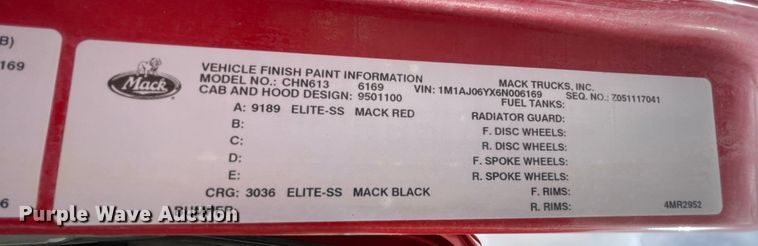 B)
169
6
Mack
VEHICLE FINISH PAINT INFORMATION MACK TRUCKS, INC.
MODEL NO.: CHN613 6169 VIN: 1M1AJ06YX6N006169 SEQ. NO.: Z051117041
CAB AND HOOD DESIGN: 9501100 FUEL TANKS:
A: 9189 ELITE-SS MACK RED RADIATOR GUARD:
B: F. DISC WHEELS:
C: R. DISC WHEELS:
D: F. SPOKE WHEELS:
E: R. SPOKE WHEELS:
CRG: 3036 ELITE-SS MACK BLACK F. RIMS:
BUMPER: R. RIMS: 4MR2952
Purple Wave Auction